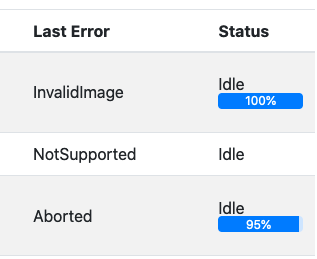 Last Error Status
InvalidImage Idle
100%
NotSupported Idle
Aborted Idle
95%